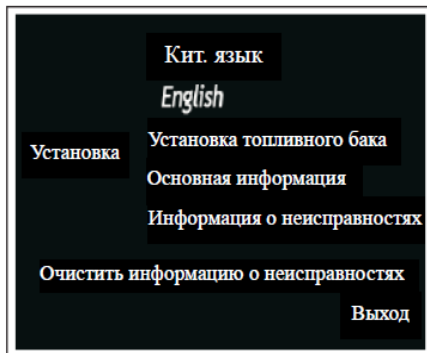 Кит. язык
English
Установка
Установка топливного бака
Основная информация
Информация о неисправностях
Очистить информацию о неисправностях
Выход